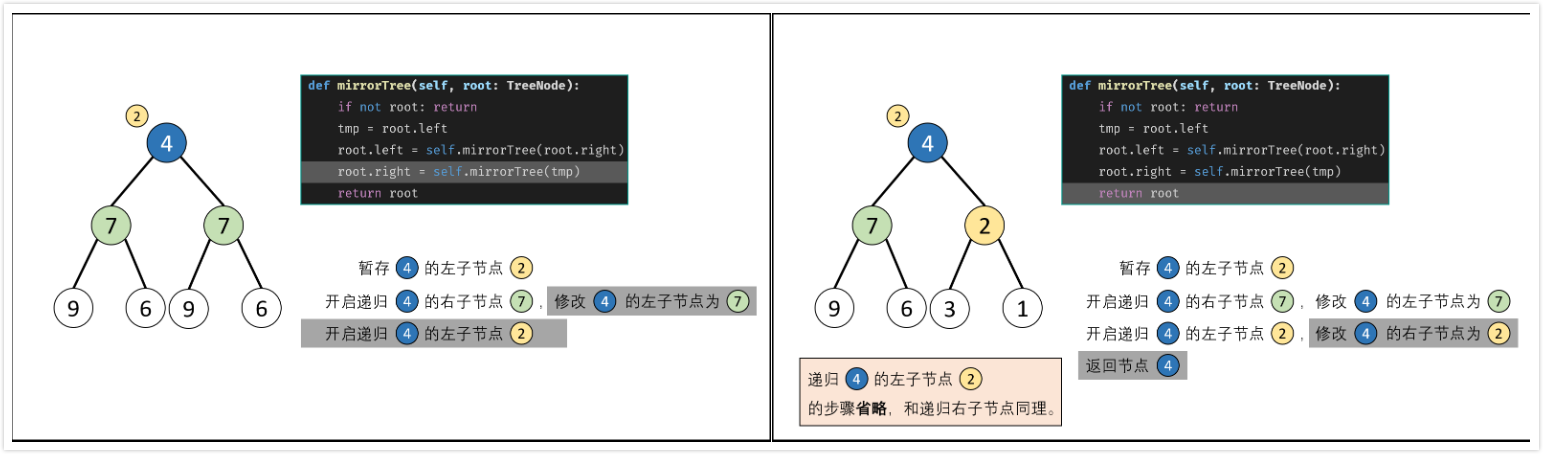 def mirrorTree(self, root: TreeNode):
if not root: return
tmp = root.left
root.left = self.mirrorTree(root.right)
root.right = self.mirrorTree(tmp)
return root
2
4
7 7
9 6 9 6
暂存 4 的左子节点 2
开启递归 4 的右子节点 7 , 修改 4 的左子节点为 7
开启递归 4 的左子节点 2
def mirrorTree(self, root: TreeNode):
if not root: return
tmp = root.left
root.left = self.mirrorTree(root.right)
root.right = self.mirrorTree(tmp)
return root
2
4
7 2
9 6 3 1
暂存 4 的左子节点 2
开启递归 4 的右子节点 7 , 修改 4 的左子节点为 7
开启递归 4 的左子节点 2 , 修改 4 的右子节点为 2
返回节点 4
递归 4 的左子节点 2
的步骤省略，和递归右子节点同理。